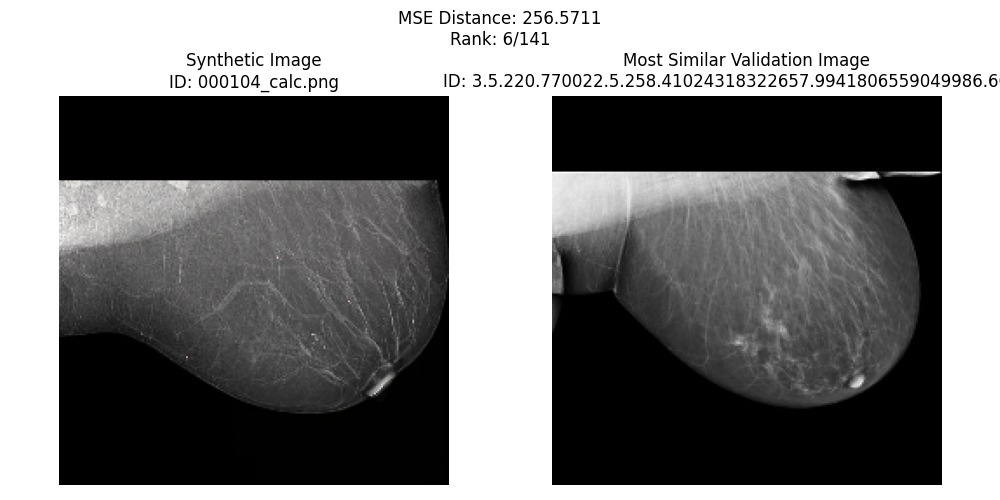 MSE Distance: 256.5711
Rank: 6/141
Synthetic Image
ID: 000104_calc.png
Most Similar Validation Image
ID: 3.5.220.770022.5.258.41024318322657.9941806559049986.6